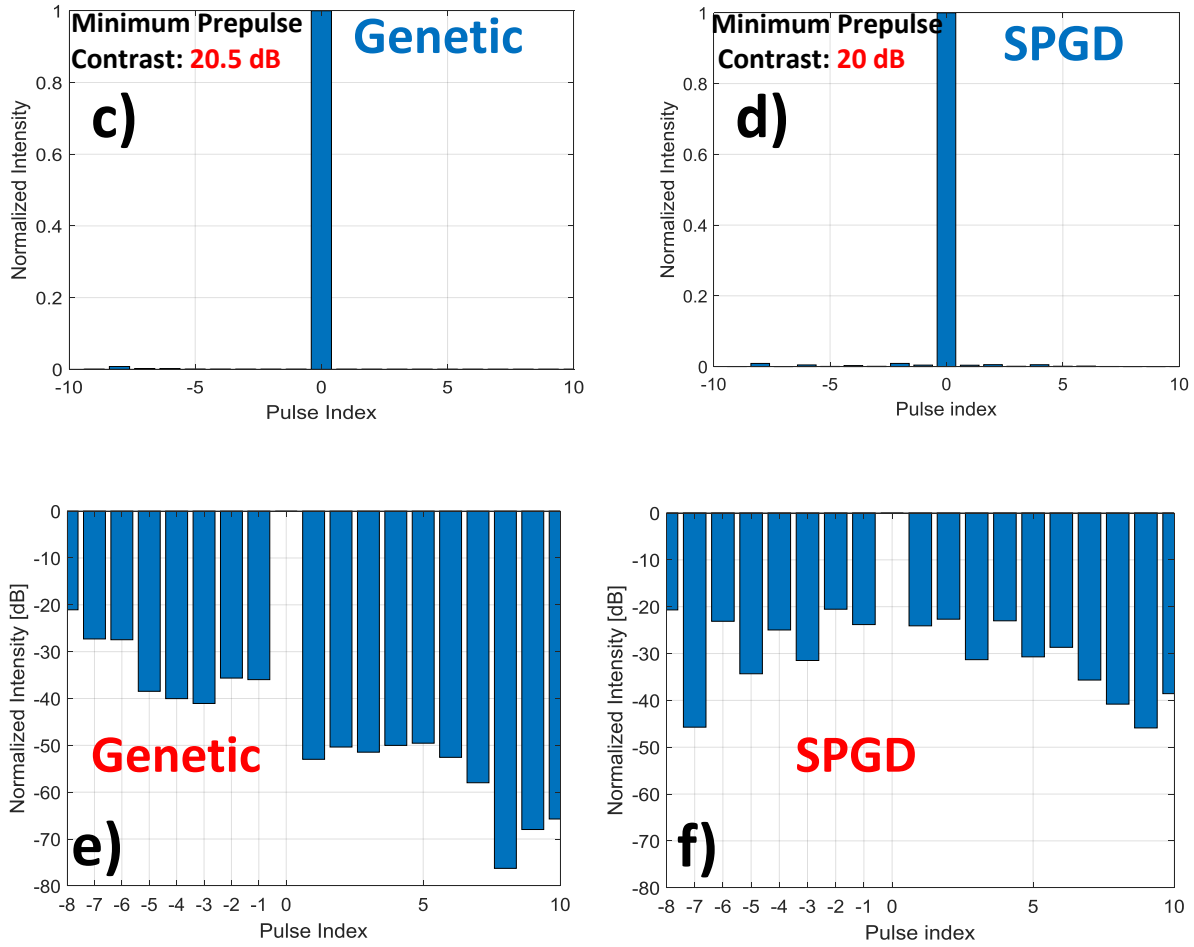 Minimum Prepulse
Contrast: 20.5 dB
Genetic
c)
1
0.8
0.6
0.4
0.2
0
Normalized Intensity
-10
-5
0
5
10
Pulse Index
Minimum Prepulse
Contrast: 20 dB
SPGD
d)
1
0.8
0.6
0.4
0.2
0
Normalized Intensity
-10
-5
0
5
10
Pulse index
0
-10
-20
-30
-40
-50
-60
-70
-80
Normalized Intensity [dB]
Genetic
e)
-8 -7 -6 -5 -4 -3 -2 -1 0 5 10
Pulse Index
0
-10
-20
-30
-40
-50
-60
-70
-80
Normalized Intensity [dB]
SPGD
f)
-8 -7 -6 -5 -4 -3 -2 -1 0 5 10
Pulse index